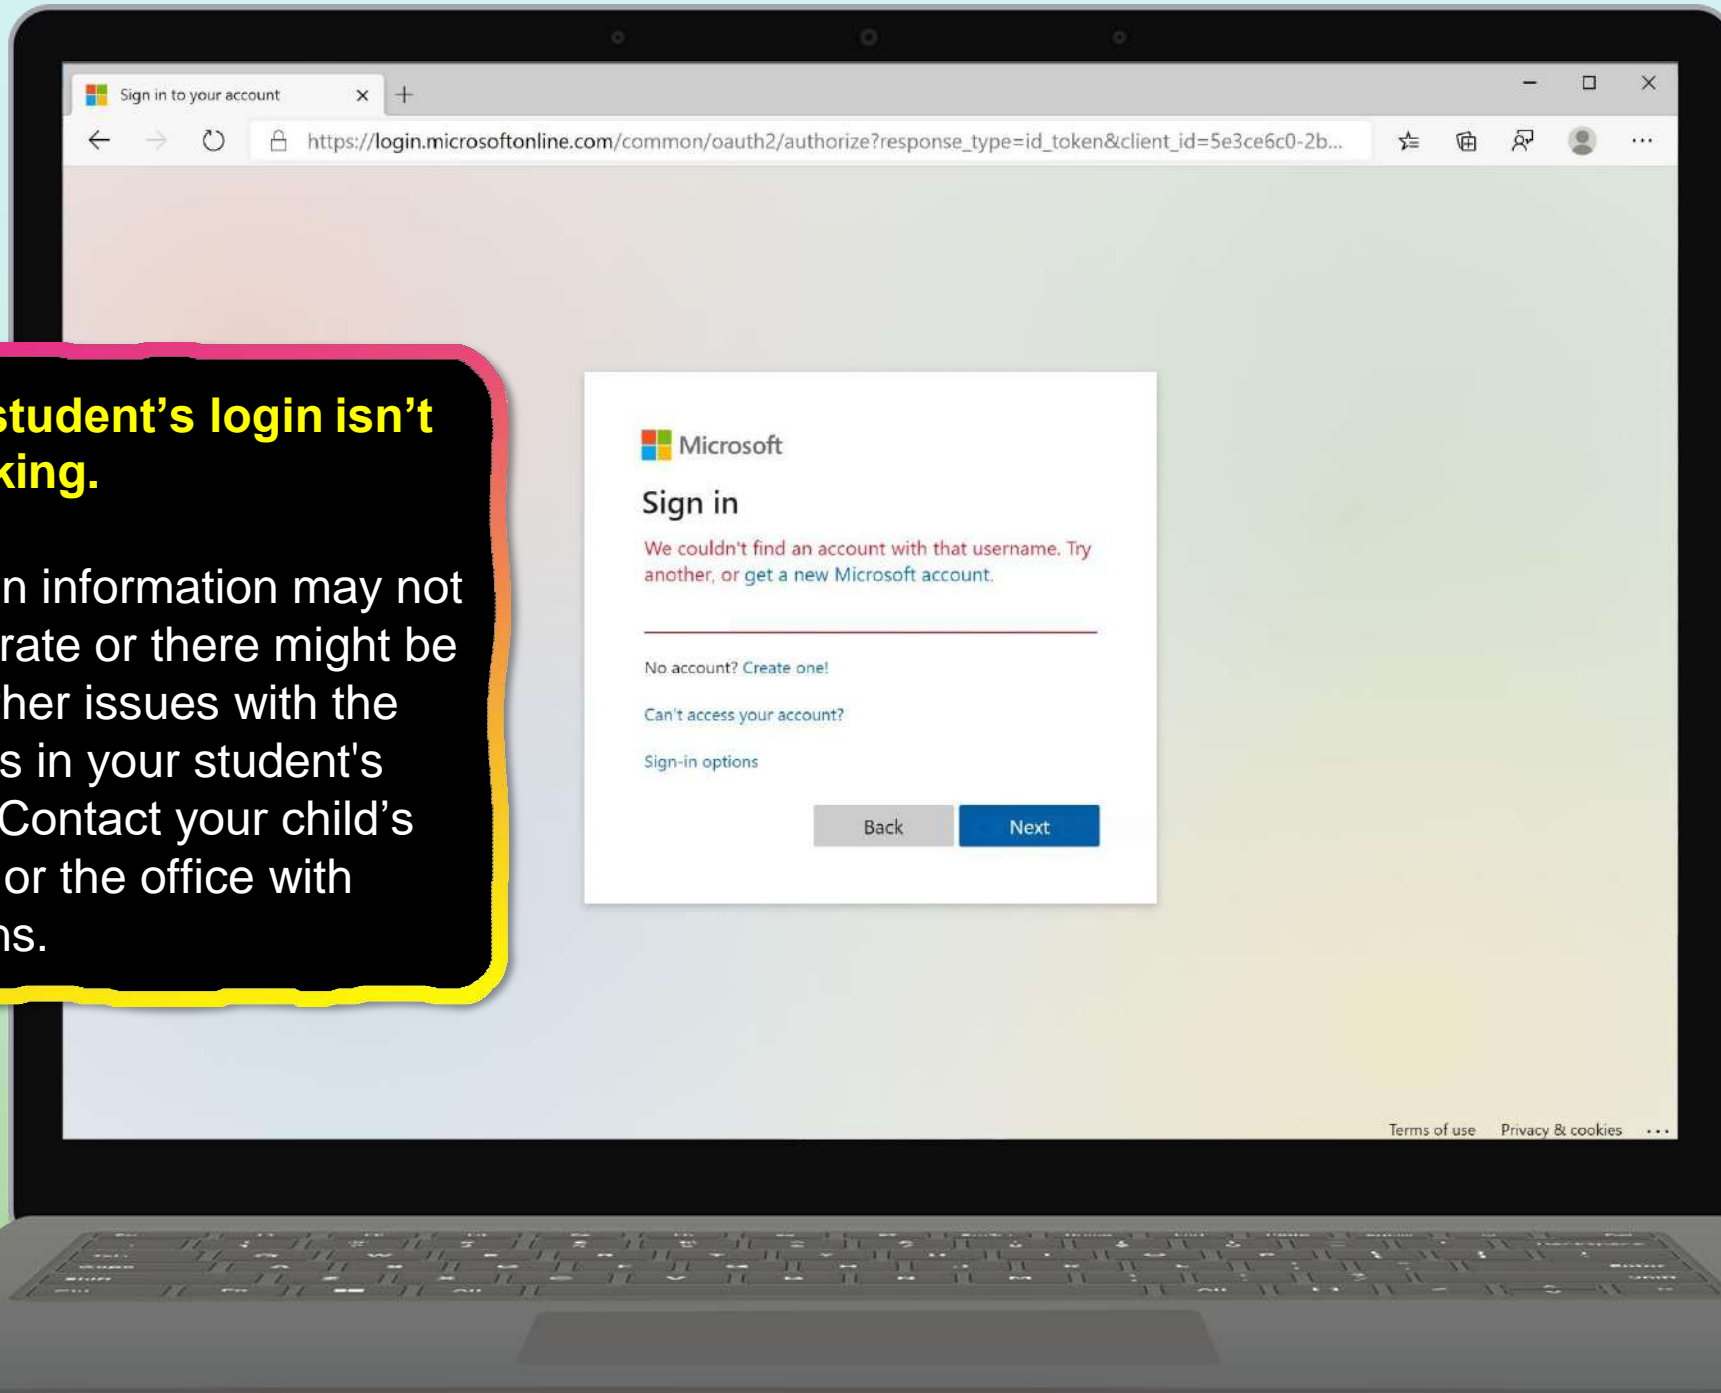 Sign in to your account
https://login.microsoftonline.com/common/oauth2/authorize?response_type=id_token&client_id=5e3ce6c0-2b...
student’s login isn’t
king.
n information may not
rate or there might be
her issues with the
s in your student's
Contact your child’s
or the office with
ns.
Microsoft
Sign in
We couldn't find an account with that username. Try
another, or get a new Microsoft account.
No account? Create one!
Can't access your account?
Sign-in options
Back Next
Terms of use Privacy & cookies ...